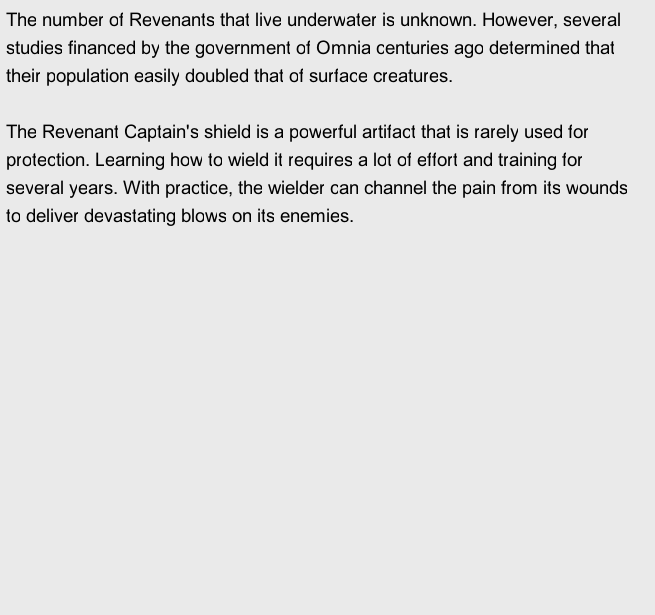 The number of Revenants that live underwater is unknown. However, several
studies financed by the government of Omnia centuries ago determined that
their population easily doubled that of surface creatures.
The Revenant Captain's shield is a powerful artifact that is rarely used for
protection. Learning how to wield it requires a lot of effort and training for
several years. With practice, the wielder can channel the pain from its wounds
to deliver devastating blows on its enemies.